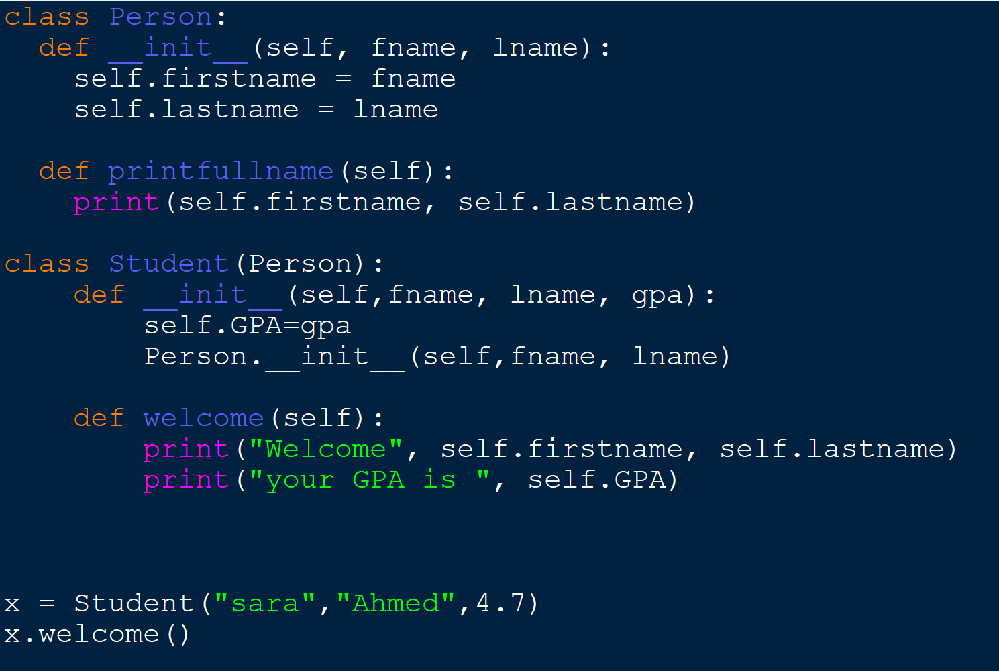 class Person:
  def __init__(self, fname, lname):
    self.firstname = fname
    self.lastname = lname

  def printfullname(self):
    print(self.firstname, self.lastname)

class Student(Person):
    def __init__(self,fname, lname, gpa):
        self.GPA=gpa
        Person.__init__(self,fname, lname)

    def welcome(self):
        print("Welcome", self.firstname, self.lastname)
        print("your GPA is ", self.GPA)

x = Student("sara","Ahmed",4.7)
x.welcome()